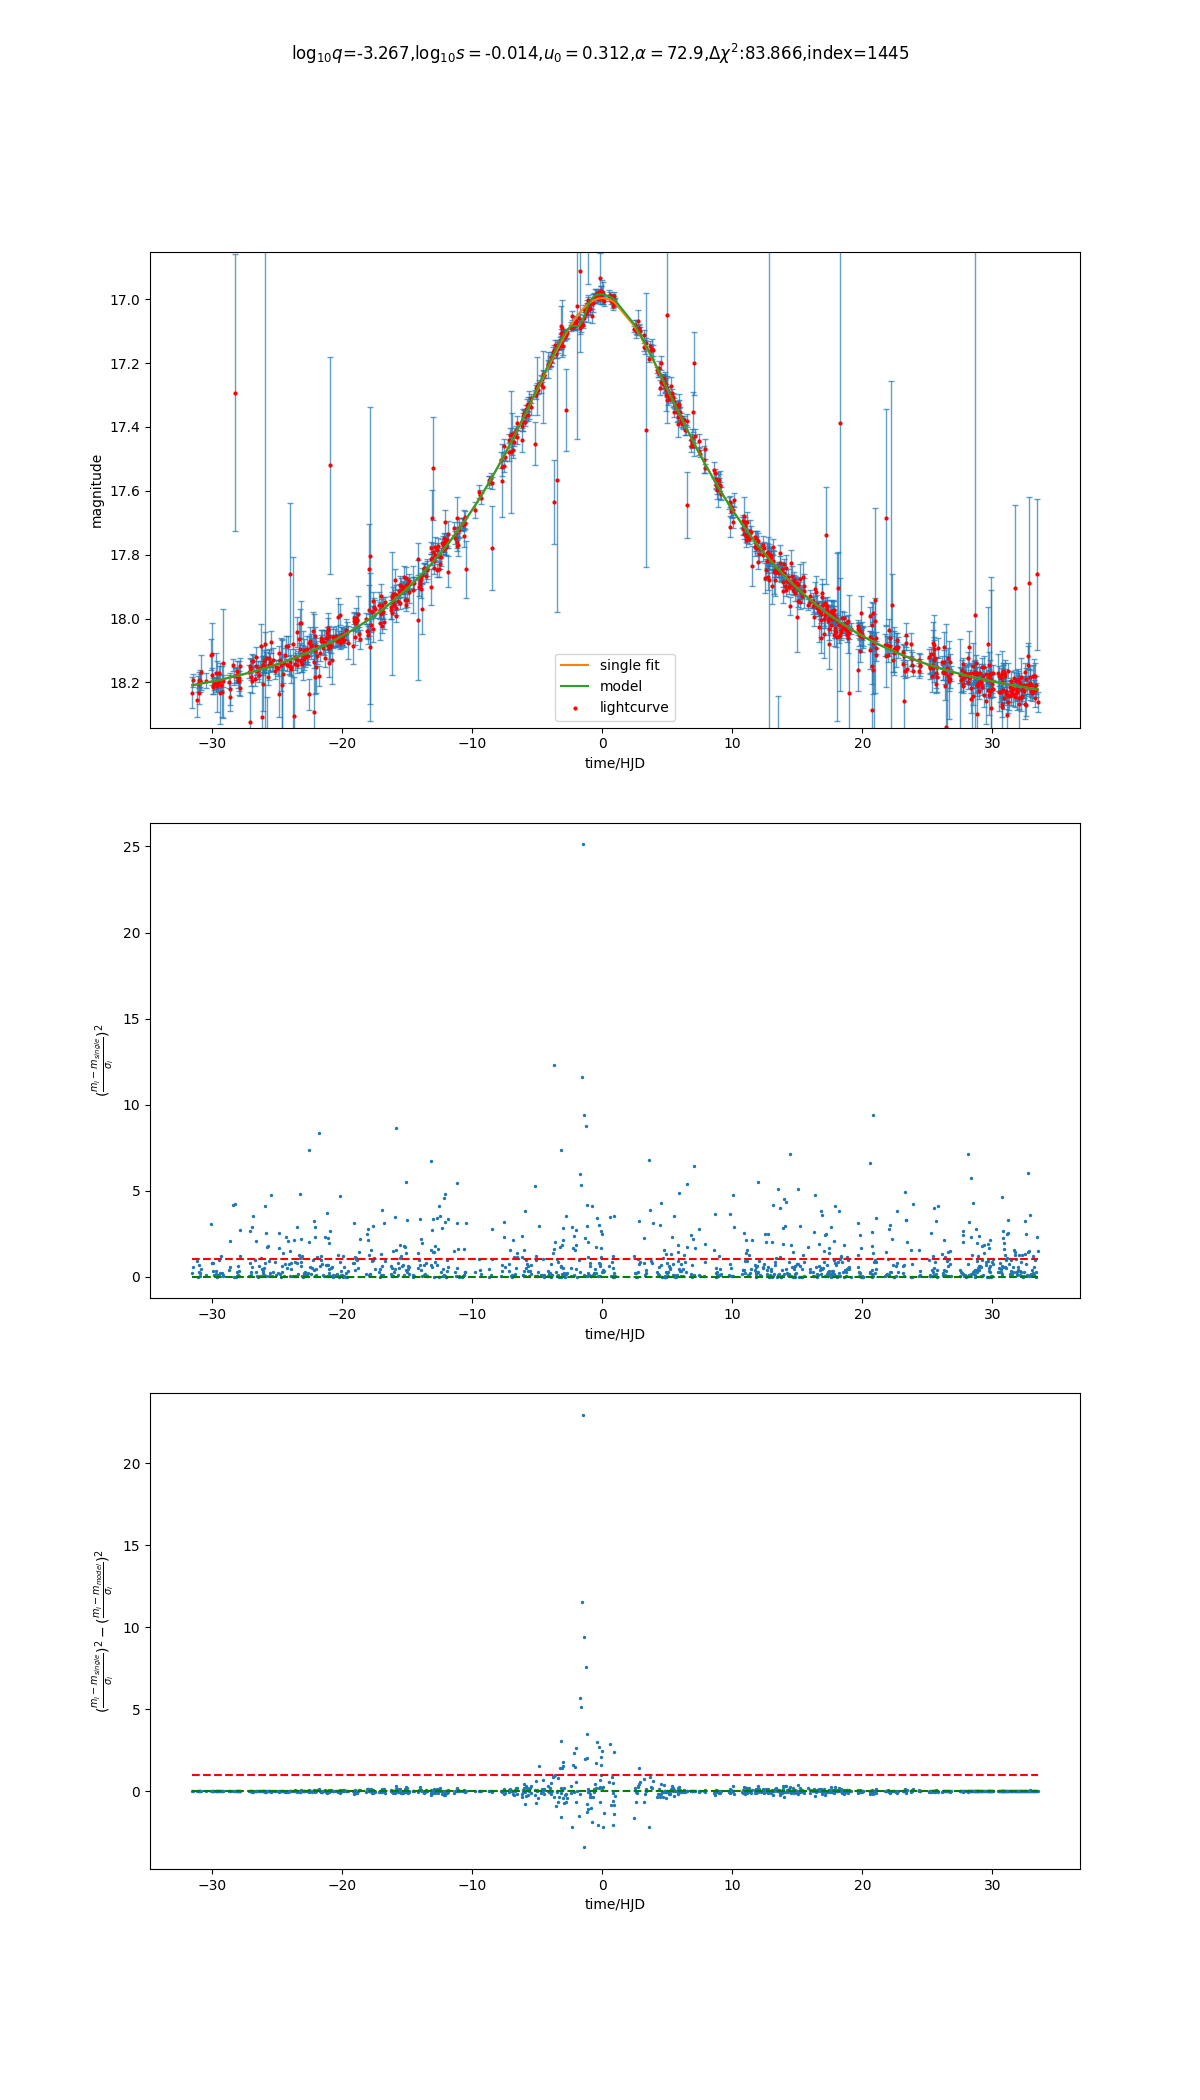 log₁₀q=-3.267,log₁₀s = -0.014,u₀ = 0.312,α = 72.9,Δχ²:83.866,index=1445
17.0
17.2
17.4
17.6
17.8
18.0
18.2
magnitude
single fit
model
lightcurve
−30 −20 −10 0 10 20 30
time/HJD
25
20
15
10
5
0
((mᵢ − m_single)/σᵢ)²
−30 −20 −10 0 10 20 30
time/HJD
20
15
10
5
0
((mᵢ − m_single)/σᵢ)² − ((mᵢ − m_model)/σᵢ)²
−30 −20 −10 0 10 20 30
time/HJD